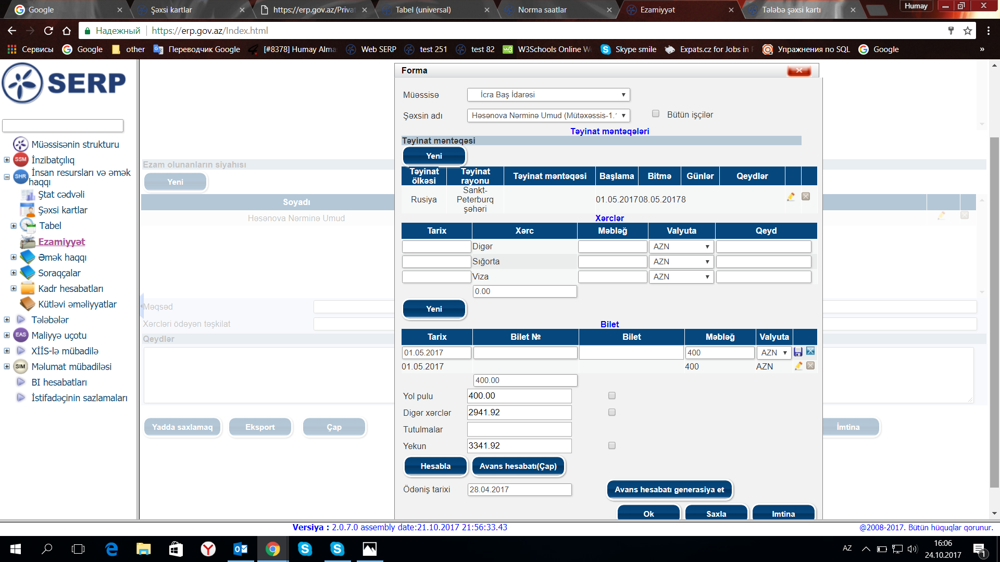 Google
Şəxsi kartlar
https://erp.gov.az/Privat
Tabel (universal)
Norma saatlar
Ezamiyyət
Tələbə şəxsi kartı
Humay
Надежный
https://erp.gov.az/Index.html
Сервисы
Google
other
Переводчик Google
[#8378] Humay Alma
Web SERP
test 251
test 82
W3Schools Online We
Skype smile
Expats.cz for Jobs in
Упражнения по SQL
Google
»
SERP
Müəssisənin strukturu
SSM
İnzibatçılıq
SHR
İnsan resursları və əmək
haqqı
Ştat cədvəli
Şəxsi kartlar
Tabel
Ezamiyyət
Əmək haqqı
Soraqçalar
Kadr hesabatları
Kütləvi əməliyyatlar
Tələbələr
EAS
Maliyyə uçotu
XİİS-lə mübadilə
SIM
Məlumat mübadiləsi
BI hesabatları
İstifadəçinin sazlamaları
Ezam olunanların siyahısı
Yeni
Soyadı
Həsənova Nərminə Umud
Məqsəd
Xərcləri ödəyən təşkilat
Qeydlər
Yadda saxlamaq
Eksport
Çap
İmtina
Forma
Müəssisə
İcra Baş İdarəsi
Şəxsin adı
Həsənova Nərminə Umud (Mütəxəssis-1.1
Bütün işçilər
Təyinat məntəqələri
Təyinat məntəqəsi
Yeni
Təyinat ölkəsi
Təyinat rayonu
Təyinat məntəqəsi
Başlama
Bitmə
Günlər
Qeydlər
Rusiya
Sankt-Peterburq şəhəri
01.05.2017
08.05.2017
8
Xərclər
Tarix
Xərc
Məbləğ
Valyuta
Qeyd
Digər
AZN
Sığorta
AZN
Viza
AZN
0.00
Yeni
Bilet
Tarix
Bilet №
Bilet
Məbləğ
Valyuta
01.05.2017
400
AZN
01.05.2017
400
AZN
400.00
Yol pulu
400.00
Digər xərclər
2941.92
Tutulmalar
Yekun
3341.92
Hesabla
Avans hesabatı(Çap)
Ödəniş tarixi
28.04.2017
Avans hesabatı generasiya et
Ok
Saxla
Imtina
Versiya : 2.0.7.0 assembly date:21.10.2017 21:56:33.43
@2008-2017. Bütün hüquqlar qorunur.
AZ
16:06
24.10.2017
1